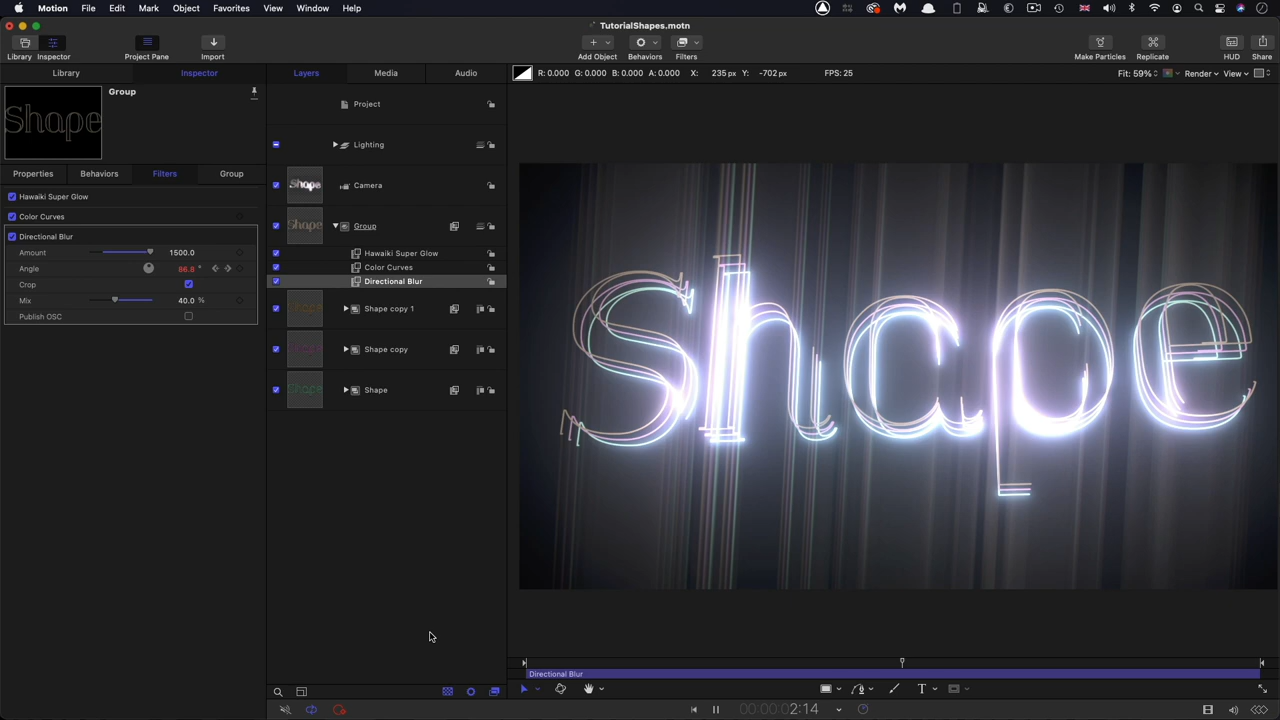 Motion File Edit Mark Object Favorites View Window Help
TutorialShapes.motn
Library Inspector Project Pane Import Add Object Behaviors Filters Make Particles Replicate HUD Share
Library Inspector Layers Media Audio
R: 0.000 G: 0.000 B: 0.000 A: 0.000 X: 235 px Y: -702 px FPS: 25 Fit: 59% Render View
Group
Shape
Properties Behaviors Filters Group
Hawaiki Super Glow
Color Curves
Directional Blur
Amount 1500.0
Angle 86.8 °
Crop
Mix 40.0 %
Publish OSC
Project
Lighting
Camera
Group
Hawaiki Super Glow
Color Curves
Directional Blur
Shape copy 1
Shape copy
Shape
Shape
Directional Blur
T
00:00:00:02:14